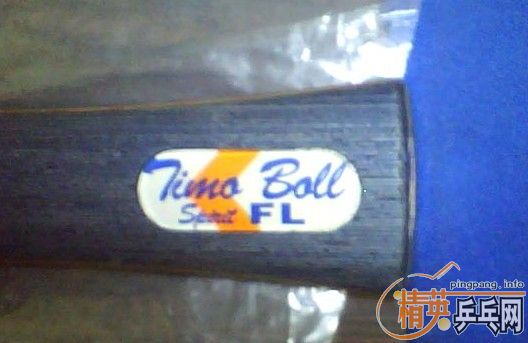 Timo Boll
Spirit FL
pingpang.info
精英乒乓网